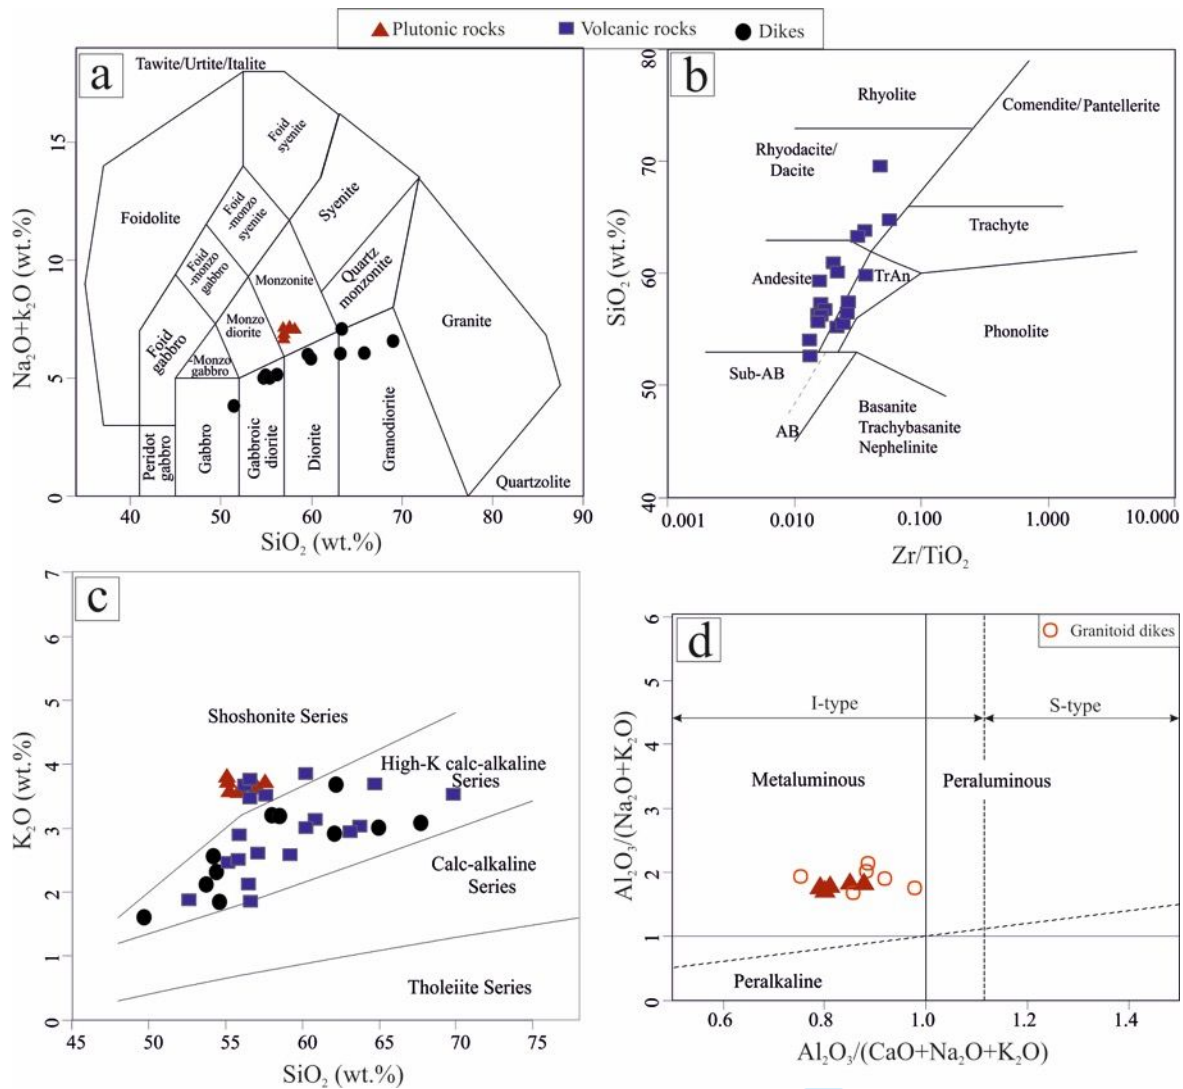 Plutonic rocks Volcanic rocks Dikes
a
Tawite/Urtite/Italite
Foid
syenite
Foidolite
Foid
-monzo
syenite
Syenite
Foid
-monzo
gabbro
Monzonite
Quartz
monzonite
Monzo
diorite
Foid
gabbro
-Monzo
gabbro
Granite
Peridot
gabbro
Gabbro
Gabbroic
diorite
Diorite
Granodiorite
Quartzolite
0 5 10 15
Na₂O+k₂O (wt.%)
40 50 60 70 80 90
SiO₂ (wt.%)
b
Rhyolite
Comendite/Pantellerite
Rhyodacite/
Dacite
Trachyte
Andesite
TrAn
Phonolite
Sub-AB
AB
Basanite
Trachybasanite
Nephelinite
40 50 60 70 80
SiO₂ (wt.%)
0.001 0.010 0.100 1.000 10.000
Zr/TiO₂
c
Shoshonite Series
High-K calc-alkaline
Series
Calc-alkaline
Series
Tholeiite Series
0 1 2 3 4 5 6 7
K₂O (wt.%)
45 50 55 60 65 70 75
SiO₂ (wt.%)
d
Granitoid dikes
I-type
S-type
Metaluminous
Peraluminous
Peralkaline
0 1 2 3 4 5 6
Al₂O₃/(Na₂O+K₂O)
0.6 0.8 1.0 1.2 1.4
Al₂O₃/(CaO+Na₂O+K₂O)